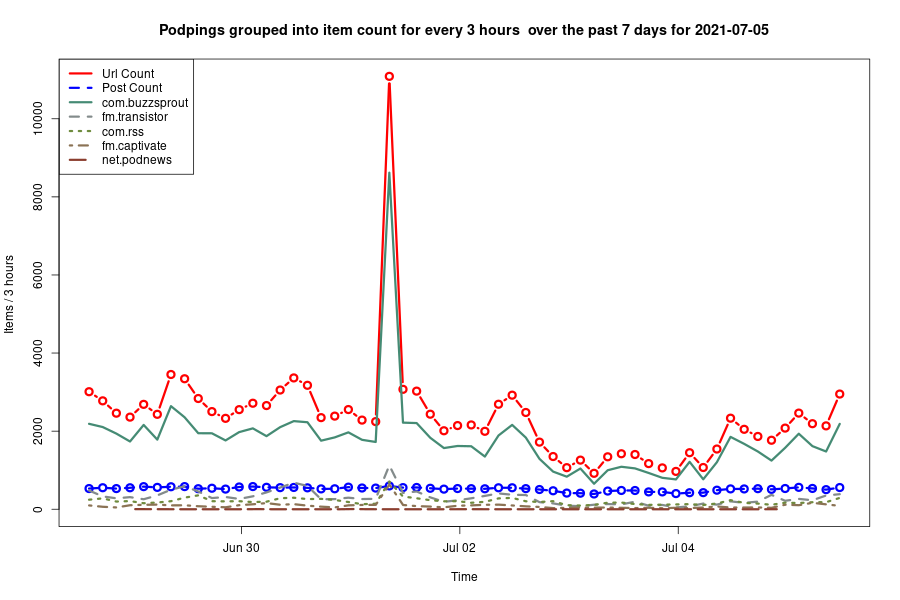 Podpings grouped into item count for every 3 hours  over the past 7 days for 2021-07-05
Url Count
Post Count
com.buzzsprout
fm.transistor
com.rss
fm.captivate
net.podnews
Items / 3 hours
10000
8000
6000
4000
2000
0
Jun 30
Jul 02
Jul 04
Time